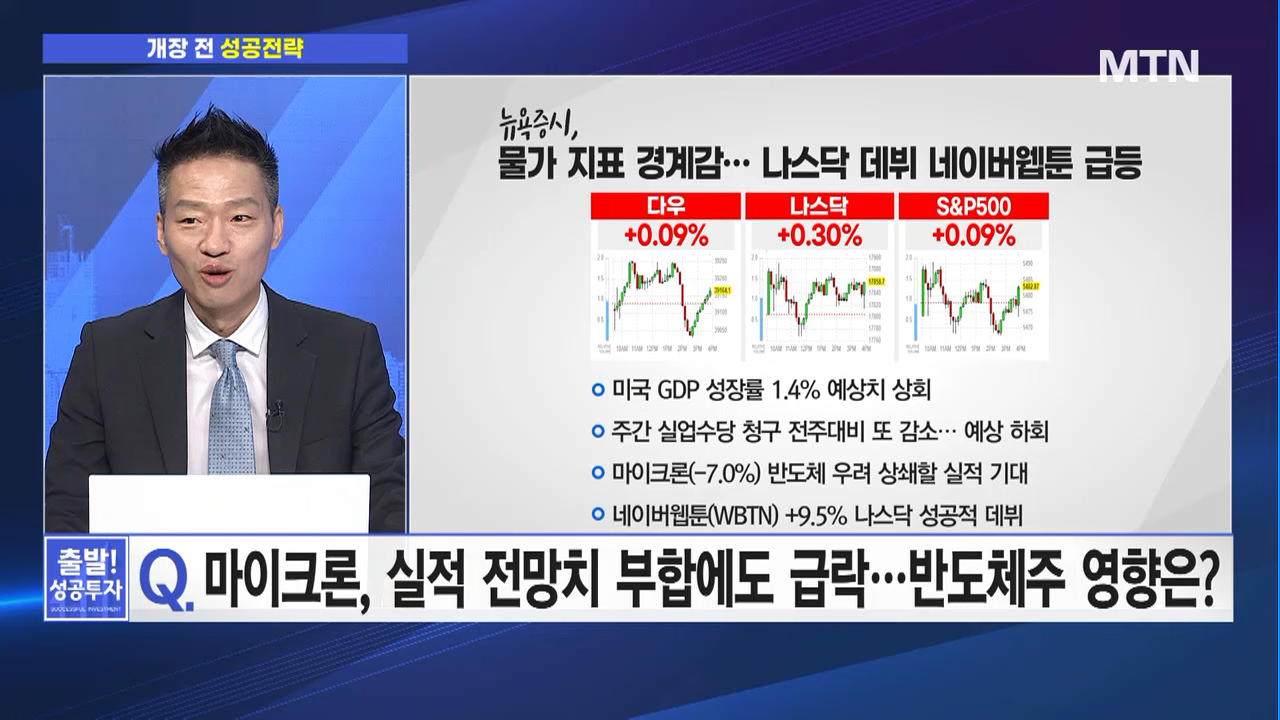 개장 전 성공전략
MTN
뉴욕증시,
물가 지표 경계감… 나스닥 데뷔 네이버웹툰 급등
다우
나스닥
S&P500
+0.09%
+0.30%
+0.09%
미국 GDP 성장률 1.4% 예상치 상회
주간 실업수당 청구 전주대비 또 감소… 예상 하회
마이크론(-7.0%) 반도체 우려 상쇄할 실적 기대
네이버웹툰(WBTN) +9.5% 나스닥 성공적 데뷔
출발!
성공투자
SUCCESSFUL INVESTMENT
Q. 마이크론, 실적 전망치 부합에도 급락…반도체주 영향은?